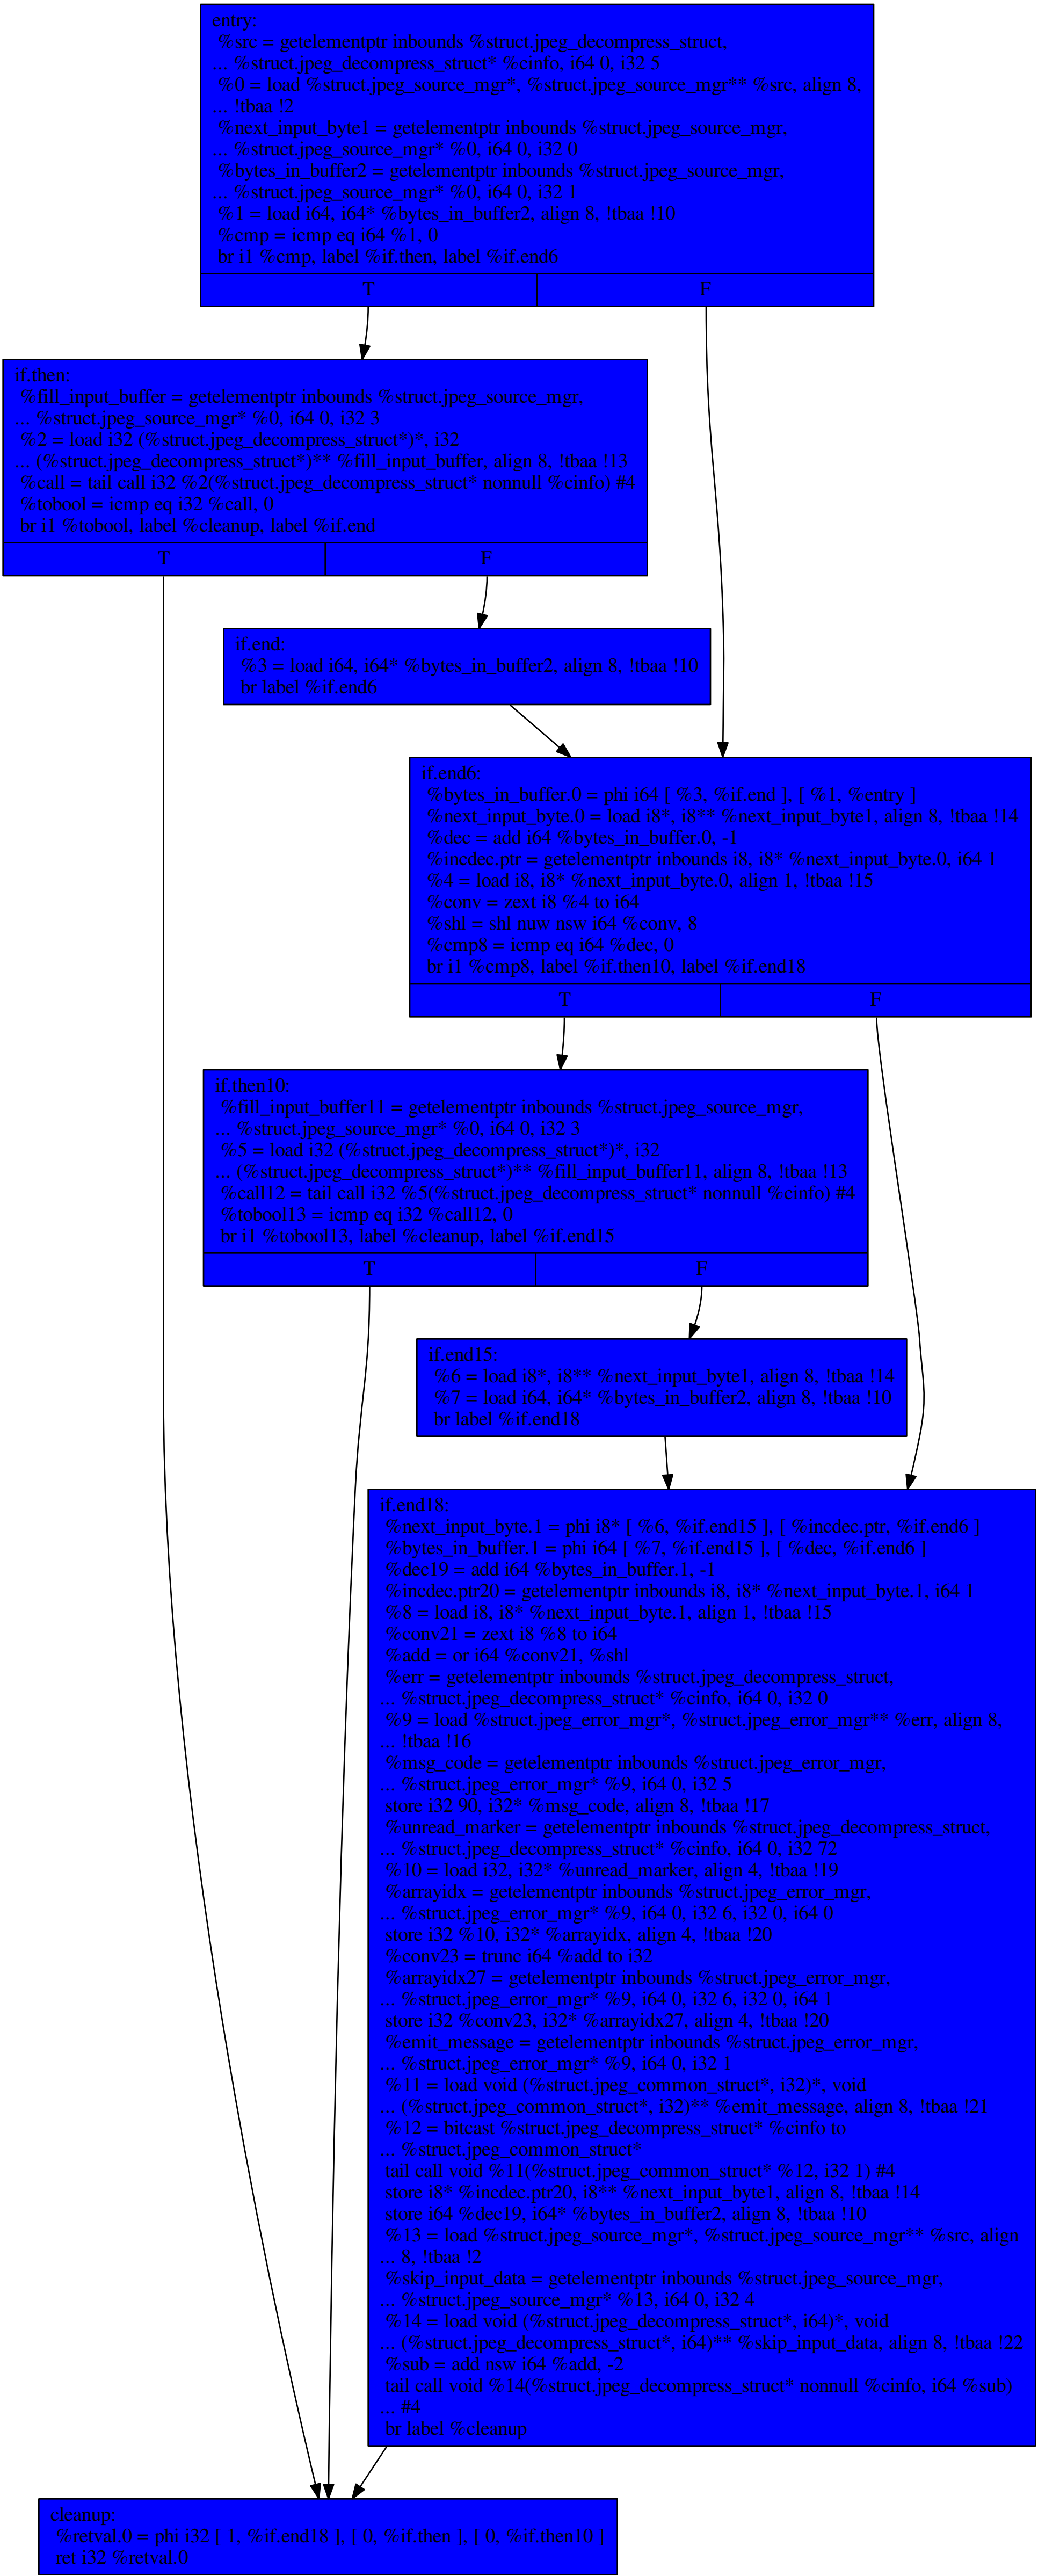 entry:
%src = getelementptr inbounds %struct.jpeg_decompress_struct,
... %struct.jpeg_decompress_struct* %cinfo, i64 0, i32 5
%0 = load %struct.jpeg_source_mgr*, %struct.jpeg_source_mgr** %src, align 8,
... !tbaa !2
%next_input_byte1 = getelementptr inbounds %struct.jpeg_source_mgr,
... %struct.jpeg_source_mgr* %0, i64 0, i32 0
%bytes_in_buffer2 = getelementptr inbounds %struct.jpeg_source_mgr,
... %struct.jpeg_source_mgr* %0, i64 0, i32 1
%1 = load i64, i64* %bytes_in_buffer2, align 8, !tbaa !10
%cmp = icmp eq i64 %1, 0
br i1 %cmp, label %if.then, label %if.end6
T F
if.then:
%fill_input_buffer = getelementptr inbounds %struct.jpeg_source_mgr,
... %struct.jpeg_source_mgr* %0, i64 0, i32 3
%2 = load i32 (%struct.jpeg_decompress_struct*)*, i32
... (%struct.jpeg_decompress_struct*)** %fill_input_buffer, align 8, !tbaa !13
%call = tail call i32 %2(%struct.jpeg_decompress_struct* nonnull %cinfo) #4
%tobool = icmp eq i32 %call, 0
br i1 %tobool, label %cleanup, label %if.end
T F
if.end:
%3 = load i64, i64* %bytes_in_buffer2, align 8, !tbaa !10
br label %if.end6
if.end6:
%bytes_in_buffer.0 = phi i64 [ %3, %if.end ], [ %1, %entry ]
%next_input_byte.0 = load i8*, i8** %next_input_byte1, align 8, !tbaa !14
%dec = add i64 %bytes_in_buffer.0, -1
%incdec.ptr = getelementptr inbounds i8, i8* %next_input_byte.0, i64 1
%4 = load i8, i8* %next_input_byte.0, align 1, !tbaa !15
%conv = zext i8 %4 to i64
%shl = shl nuw nsw i64 %conv, 8
%cmp8 = icmp eq i64 %dec, 0
br i1 %cmp8, label %if.then10, label %if.end18
T F
if.then10:
%fill_input_buffer11 = getelementptr inbounds %struct.jpeg_source_mgr,
... %struct.jpeg_source_mgr* %0, i64 0, i32 3
%5 = load i32 (%struct.jpeg_decompress_struct*)*, i32
... (%struct.jpeg_decompress_struct*)** %fill_input_buffer11, align 8, !tbaa !13
%call12 = tail call i32 %5(%struct.jpeg_decompress_struct* nonnull %cinfo) #4
%tobool13 = icmp eq i32 %call12, 0
br i1 %tobool13, label %cleanup, label %if.end15
T F
if.end15:
%6 = load i8*, i8** %next_input_byte1, align 8, !tbaa !14
%7 = load i64, i64* %bytes_in_buffer2, align 8, !tbaa !10
br label %if.end18
if.end18:
%next_input_byte.1 = phi i8* [ %6, %if.end15 ], [ %incdec.ptr, %if.end6 ]
%bytes_in_buffer.1 = phi i64 [ %7, %if.end15 ], [ %dec, %if.end6 ]
%dec19 = add i64 %bytes_in_buffer.1, -1
%incdec.ptr20 = getelementptr inbounds i8, i8* %next_input_byte.1, i64 1
%8 = load i8, i8* %next_input_byte.1, align 1, !tbaa !15
%conv21 = zext i8 %8 to i64
%add = or i64 %conv21, %shl
%err = getelementptr inbounds %struct.jpeg_decompress_struct,
... %struct.jpeg_decompress_struct* %cinfo, i64 0, i32 0
%9 = load %struct.jpeg_error_mgr*, %struct.jpeg_error_mgr** %err, align 8,
... !tbaa !16
%msg_code = getelementptr inbounds %struct.jpeg_error_mgr,
... %struct.jpeg_error_mgr* %9, i64 0, i32 5
store i32 90, i32* %msg_code, align 8, !tbaa !17
%unread_marker = getelementptr inbounds %struct.jpeg_decompress_struct,
... %struct.jpeg_decompress_struct* %cinfo, i64 0, i32 72
%10 = load i32, i32* %unread_marker, align 4, !tbaa !19
%arrayidx = getelementptr inbounds %struct.jpeg_error_mgr,
... %struct.jpeg_error_mgr* %9, i64 0, i32 6, i32 0, i64 0
store i32 %10, i32* %arrayidx, align 4, !tbaa !20
%conv23 = trunc i64 %add to i32
%arrayidx27 = getelementptr inbounds %struct.jpeg_error_mgr,
... %struct.jpeg_error_mgr* %9, i64 0, i32 6, i32 0, i64 1
store i32 %conv23, i32* %arrayidx27, align 4, !tbaa !20
%emit_message = getelementptr inbounds %struct.jpeg_error_mgr,
... %struct.jpeg_error_mgr* %9, i64 0, i32 1
%11 = load void (%struct.jpeg_common_struct*, i32)*, void
... (%struct.jpeg_common_struct*, i32)** %emit_message, align 8, !tbaa !21
%12 = bitcast %struct.jpeg_decompress_struct* %cinfo to
... %struct.jpeg_common_struct*
tail call void %11(%struct.jpeg_common_struct* %12, i32 1) #4
store i8* %incdec.ptr20, i8** %next_input_byte1, align 8, !tbaa !14
store i64 %dec19, i64* %bytes_in_buffer2, align 8, !tbaa !10
%13 = load %struct.jpeg_source_mgr*, %struct.jpeg_source_mgr** %src, align
... 8, !tbaa !2
%skip_input_data = getelementptr inbounds %struct.jpeg_source_mgr,
... %struct.jpeg_source_mgr* %13, i64 0, i32 4
%14 = load void (%struct.jpeg_decompress_struct*, i64)*, void
... (%struct.jpeg_decompress_struct*, i64)** %skip_input_data, align 8, !tbaa !22
%sub = add nsw i64 %add, -2
tail call void %14(%struct.jpeg_decompress_struct* nonnull %cinfo, i64 %sub)
... #4
br label %cleanup
cleanup:
%retval.0 = phi i32 [ 1, %if.end18 ], [ 0, %if.then ], [ 0, %if.then10 ]
ret i32 %retval.0